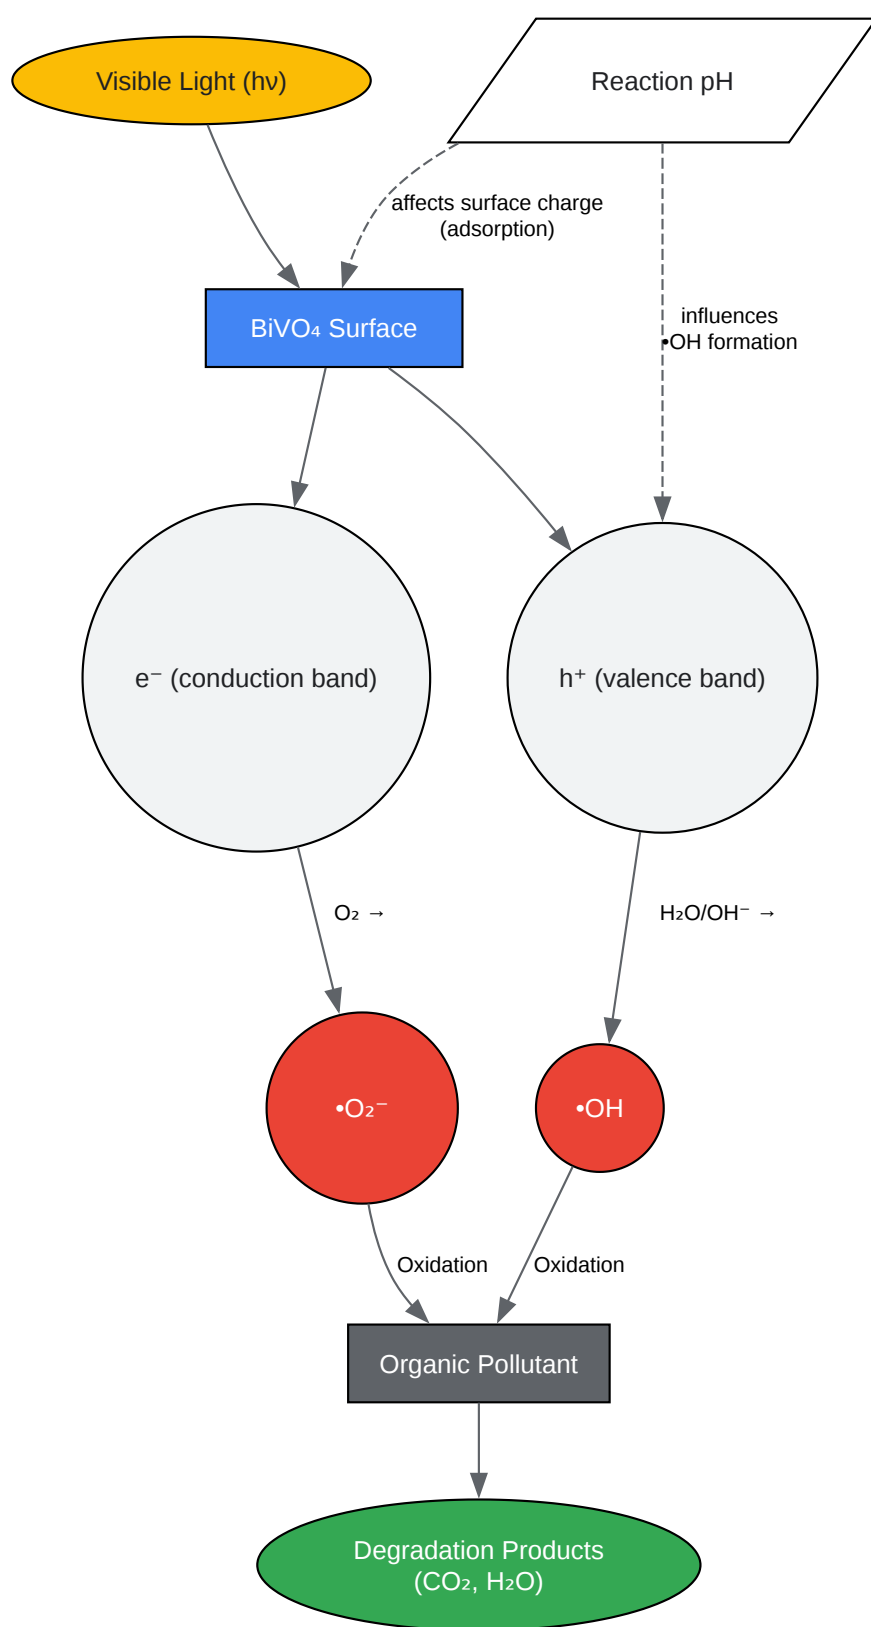 Visible Light (hν)
Reaction pH
affects surface charge
(adsorption)
BiVO₄ Surface
influences
•OH formation
e⁻ (conduction band)
h⁺ (valence band)
O₂ →
H₂O/OH⁻ →
•O₂⁻
•OH
Oxidation
Oxidation
Organic Pollutant
Degradation Products
(CO₂, H₂O)